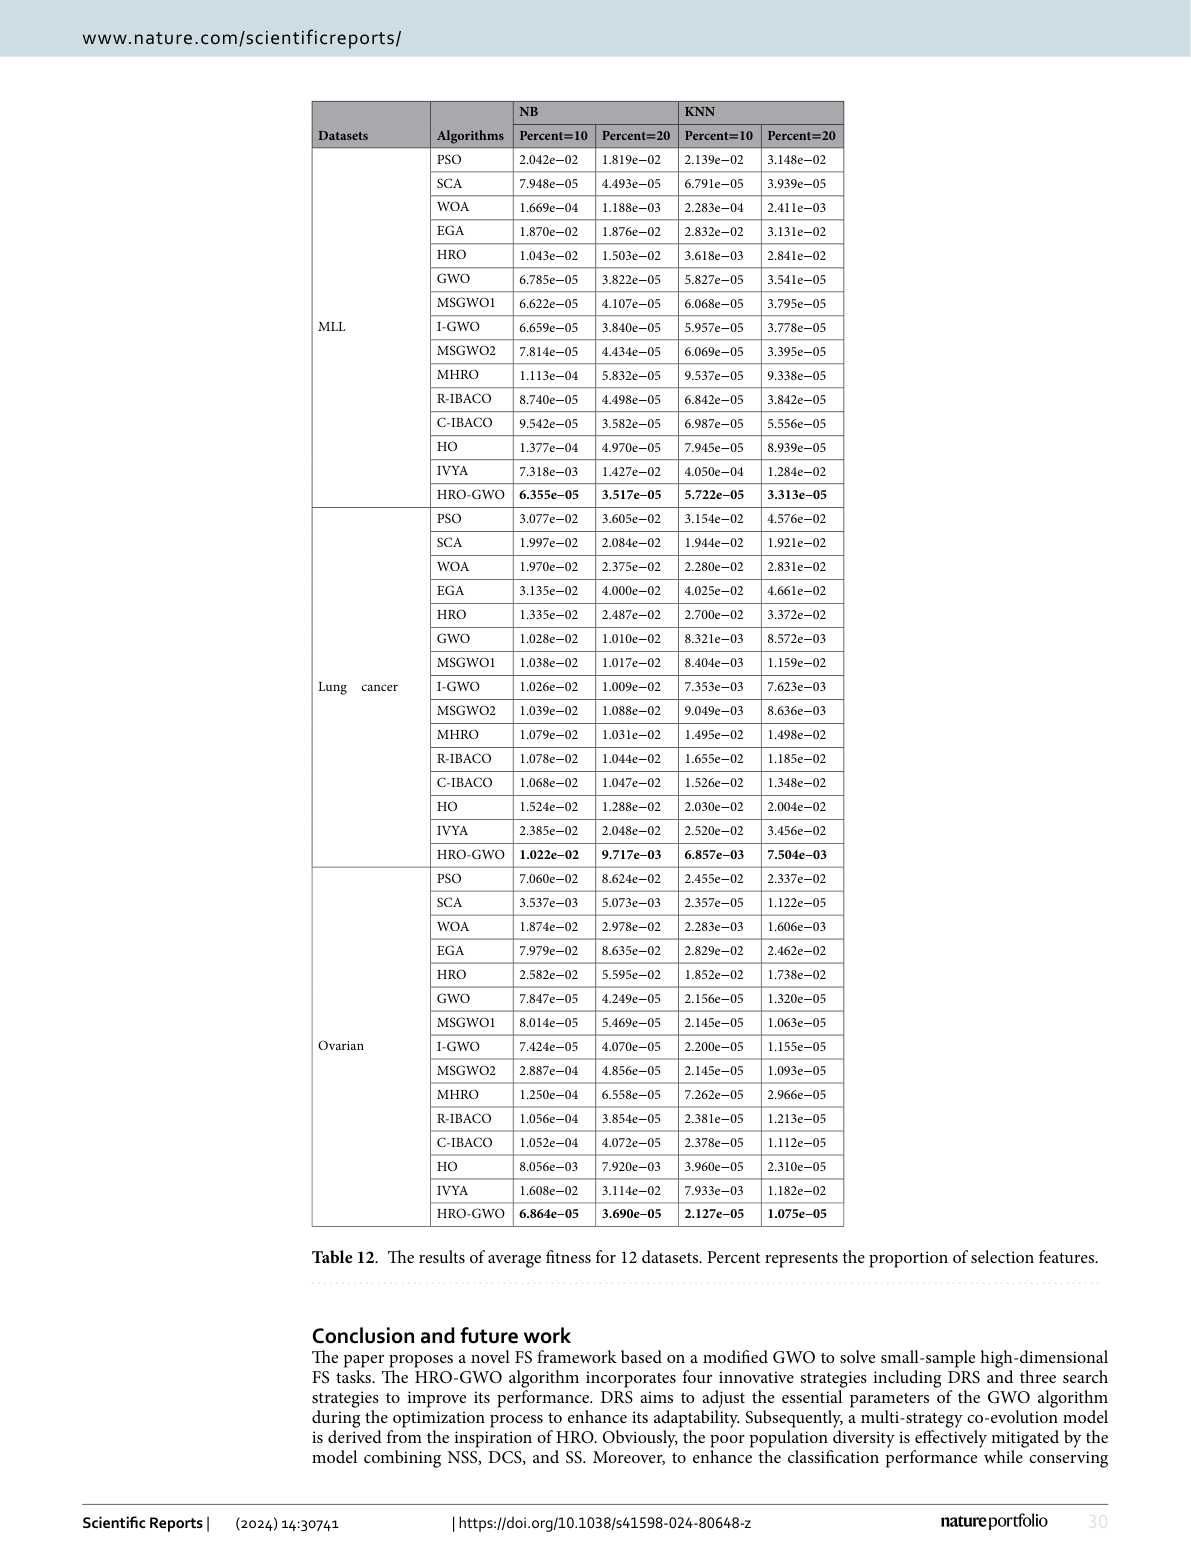 www.nature.com/scientificreports/
NB KNN
Datasets Algorithms Percent=10 Percent=20 Percent=10 Percent=20
PSO 2.042e−02 1.819e−02 2.139e−02 3.148e−02
SCA 7.948e−05 4.493e−05 6.791e−05 3.939e−05
WOA 1.669e−04 1.188e−03 2.283e−04 2.411e−03
EGA 1.870e−02 1.876e−02 2.832e−02 3.131e−02
HRO 1.043e−02 1.503e−02 3.618e−03 2.841e−02
GWO 6.785e−05 3.822e−05 5.827e−05 3.541e−05
MSGWO1 6.622e−05 4.107e−05 6.068e−05 3.795e−05
MLL I-GWO 6.659e−05 3.840e−05 5.957e−05 3.778e−05
MSGWO2 7.814e−05 4.434e−05 6.069e−05 3.395e−05
MHRO 1.113e−04 5.832e−05 9.537e−05 9.338e−05
R-IBACO 8.740e−05 4.498e−05 6.842e−05 3.842e−05
C-IBACO 9.542e−05 3.582e−05 6.987e−05 5.556e−05
HO 1.377e−04 4.970e−05 7.945e−05 8.939e−05
IVYA 7.318e−03 1.427e−02 4.050e−04 1.284e−02
HRO-GWO 6.355e−05 3.517e−05 5.722e−05 3.313e−05
PSO 3.077e−02 3.605e−02 3.154e−02 4.576e−02
SCA 1.997e−02 2.084e−02 1.944e−02 1.921e−02
WOA 1.970e−02 2.375e−02 2.280e−02 2.831e−02
EGA 3.135e−02 4.000e−02 4.025e−02 4.661e−02
HRO 1.335e−02 2.487e−02 2.700e−02 3.372e−02
GWO 1.028e−02 1.010e−02 8.321e−03 8.572e−03
MSGWO1 1.038e−02 1.017e−02 8.404e−03 1.159e−02
Lung cancer I-GWO 1.026e−02 1.009e−02 7.353e−03 7.623e−03
MSGWO2 1.039e−02 1.088e−02 9.049e−03 8.636e−03
MHRO 1.079e−02 1.031e−02 1.495e−02 1.498e−02
R-IBACO 1.078e−02 1.044e−02 1.655e−02 1.185e−02
C-IBACO 1.068e−02 1.047e−02 1.526e−02 1.348e−02
HO 1.524e−02 1.288e−02 2.030e−02 2.004e−02
IVYA 2.385e−02 2.048e−02 2.520e−02 3.456e−02
HRO-GWO 1.022e−02 9.717e−03 6.857e−03 7.504e−03
PSO 7.060e−02 8.624e−02 2.455e−02 2.337e−02
SCA 3.537e−03 5.073e−03 2.357e−05 1.122e−05
WOA 1.874e−02 2.978e−02 2.283e−03 1.606e−03
EGA 7.979e−02 8.635e−02 2.829e−02 2.462e−02
HRO 2.582e−02 5.595e−02 1.852e−02 1.738e−02
GWO 7.847e−05 4.249e−05 2.156e−05 1.320e−05
MSGWO1 8.014e−05 5.469e−05 2.145e−05 1.063e−05
Ovarian I-GWO 7.424e−05 4.070e−05 2.200e−05 1.155e−05
MSGWO2 2.887e−04 4.856e−05 2.145e−05 1.093e−05
MHRO 1.250e−04 6.558e−05 7.262e−05 2.966e−05
R-IBACO 1.056e−04 3.854e−05 2.381e−05 1.213e−05
C-IBACO 1.052e−04 4.072e−05 2.378e−05 1.112e−05
HO 8.056e−03 7.920e−03 3.960e−05 2.310e−05
IVYA 1.608e−02 3.114e−02 7.933e−03 1.182e−02
HRO-GWO 6.864e−05 3.690e−05 2.127e−05 1.075e−05
Table 12. The results of average fitness for 12 datasets. Percent represents the proportion of selection features.
Conclusion and future work
The paper proposes a novel FS framework based on a modified GWO to solve small-sample high-dimensional
FS tasks. The HRO-GWO algorithm incorporates four innovative strategies including DRS and three search
strategies to improve its performance. DRS aims to adjust the essential parameters of the GWO algorithm
during the optimization process to enhance its adaptability. Subsequently, a multi-strategy co-evolution model
is derived from the inspiration of HRO. Obviously, the poor population diversity is effectively mitigated by the
model combining NSS, DCS, and SS. Moreover, to enhance the classification performance while conserving
Scientific Reports | (2024) 14:30741 | https://doi.org/10.1038/s41598-024-80648-z nature portfolio 30